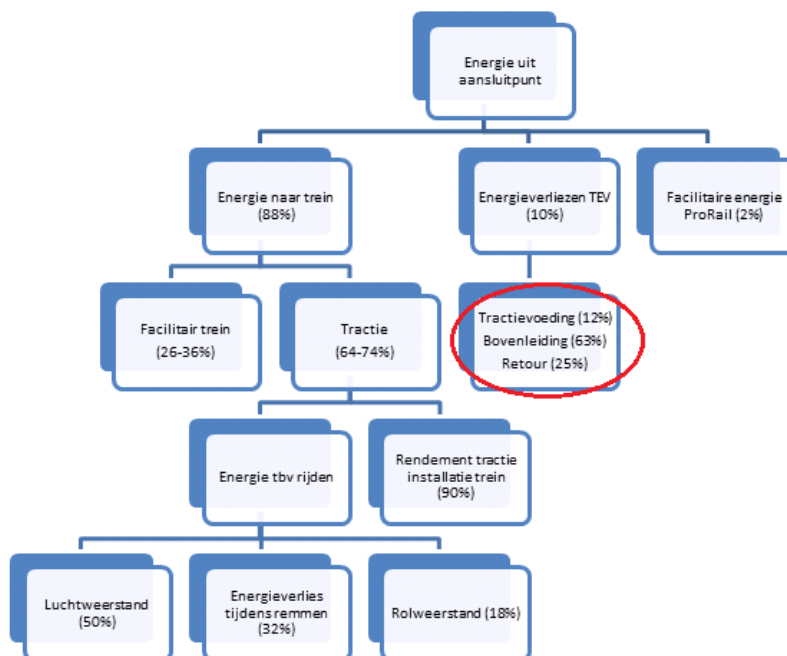 Energie uit
aansluitpunt
Energie naar trein
(88%)
Energieverliezen TEV
(10%)
Facilitaire energie
ProRail (2%)
Facilitair trein
(26-36%)
Tractie
(64-74%)
Tractievoeding (12%)
Bovenleiding (63%)
Retour (25%)
Energie tbv rijden
Rendement tractie
installatie trein
(90%)
Luchtweerstand
(50%)
Energieverlies
tijdens remmen
(32%)
Rolweerstand (18%)